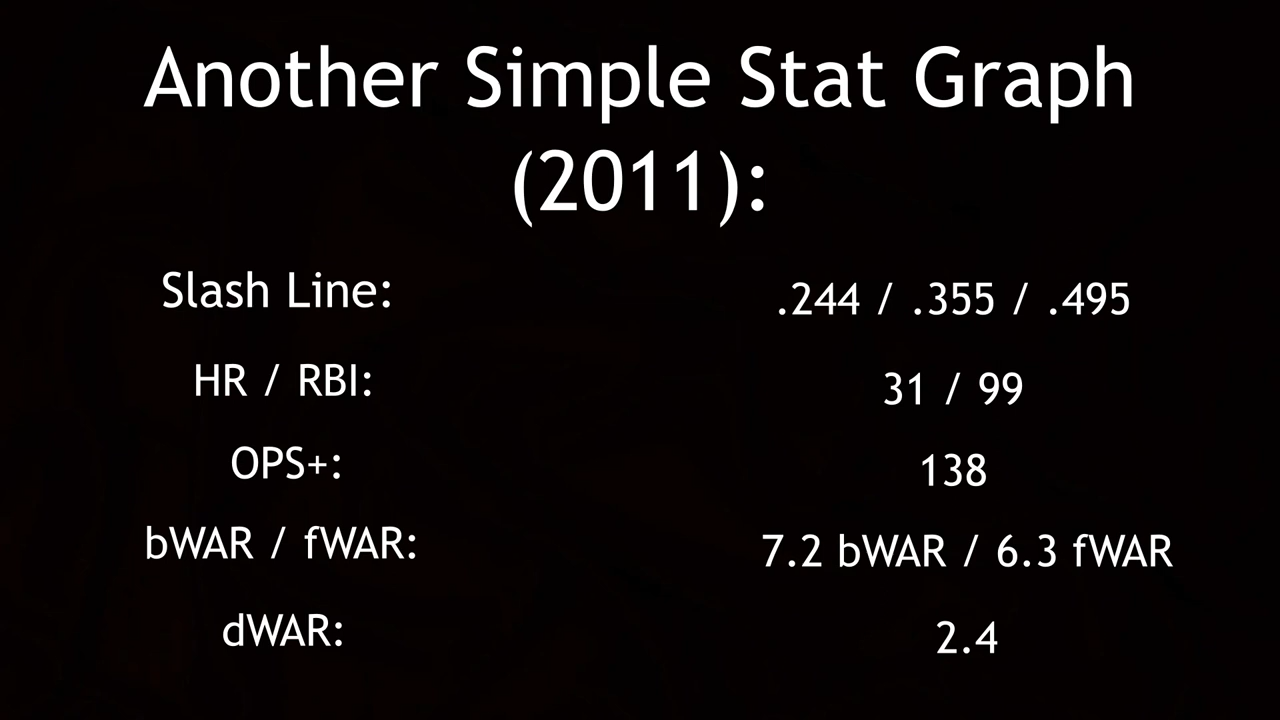 Another Simple Stat Graph
(2011):
Slash Line: .244 / .355 / .495
HR / RBI: 31 / 99
OPS+: 138
bWAR / fWAR: 7.2 bWAR / 6.3 fWAR
dWAR: 2.4